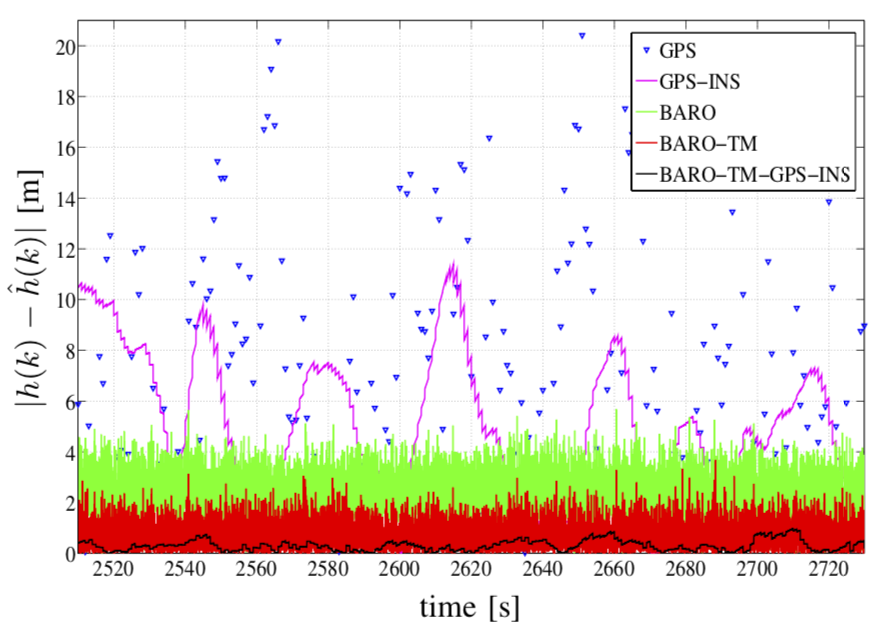 |h(k) − ĥ(k)| [m]
20
18
16
14
12
10
8
6
4
2
0
GPS
GPS−INS
BARO
BARO−TM
BARO−TM−GPS−INS
2520 2540 2560 2580 2600 2620 2640 2660 2680 2700 2720
time [s]